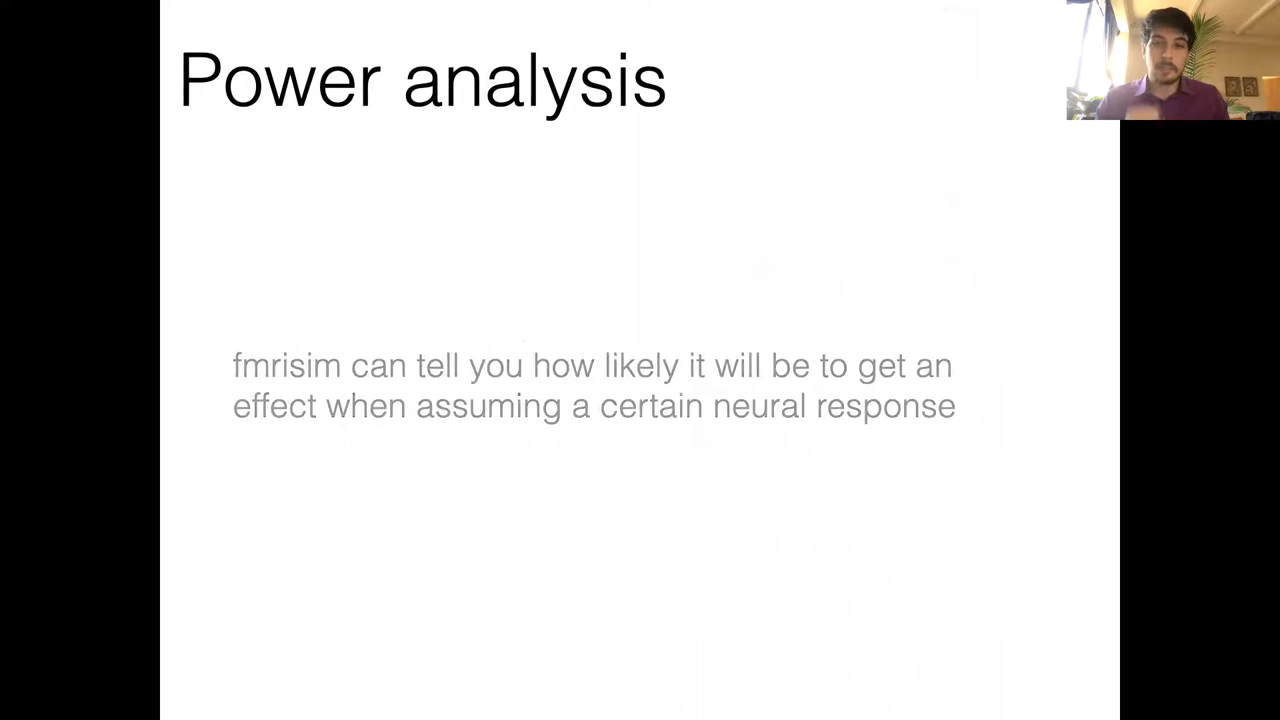 Power analysis
fmrisim can tell you how likely it will be to get an
effect when assuming a certain neural response